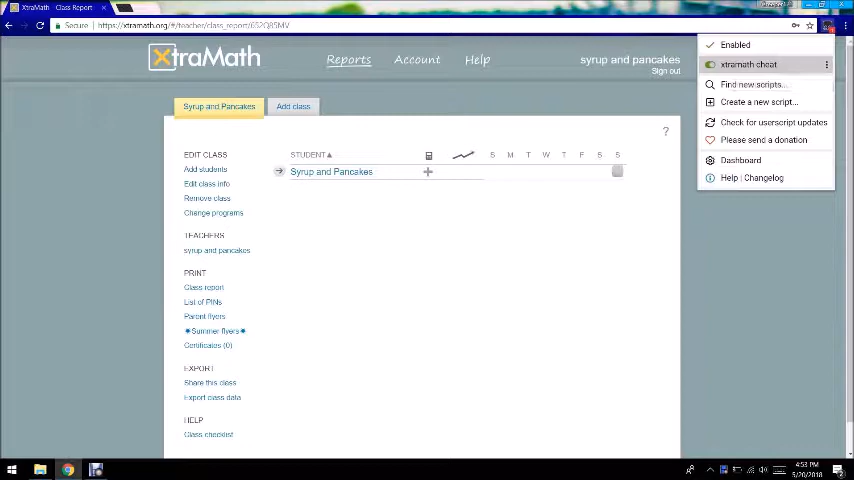 XtraMath   Class Report
Secure
https://xtramath.org/#/teacher/class_report/652Q85MV
XtraMath
Reports
Account
Help
syrup and pancakes
Sign out
Enabled
xtramath cheat
Find new scripts...
Create a new script...
Check for userscript updates
Please send a donation
Dashboard
Help | Changelog
Syrup and Pancakes
Add class
?
EDIT CLASS
Add students
Edit class info
Remove class
Change programs
TEACHERS
syrup and pancakes
PRINT
Class report
List of PINs
Parent flyers
Summer flyers
Certificates (0)
EXPORT
Share this class
Export class data
HELP
Class checklist
STUDENT S M T W T F S S
Syrup and Pancakes
4:53 PM
5/20/2018